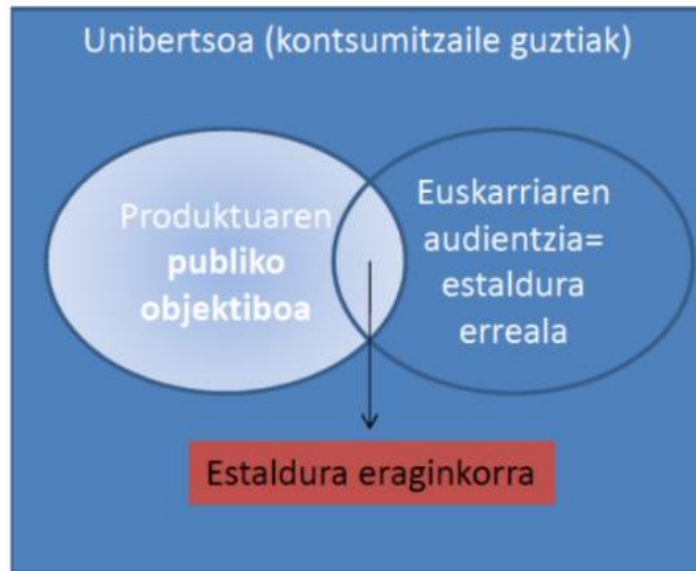 Unibertsoa (kontsumitzaile guztiak)
Produktuaren
publiko
objektiboa
Euskarriaren
audientzia=
estaldura
erreala
Estaldura eraginkorra